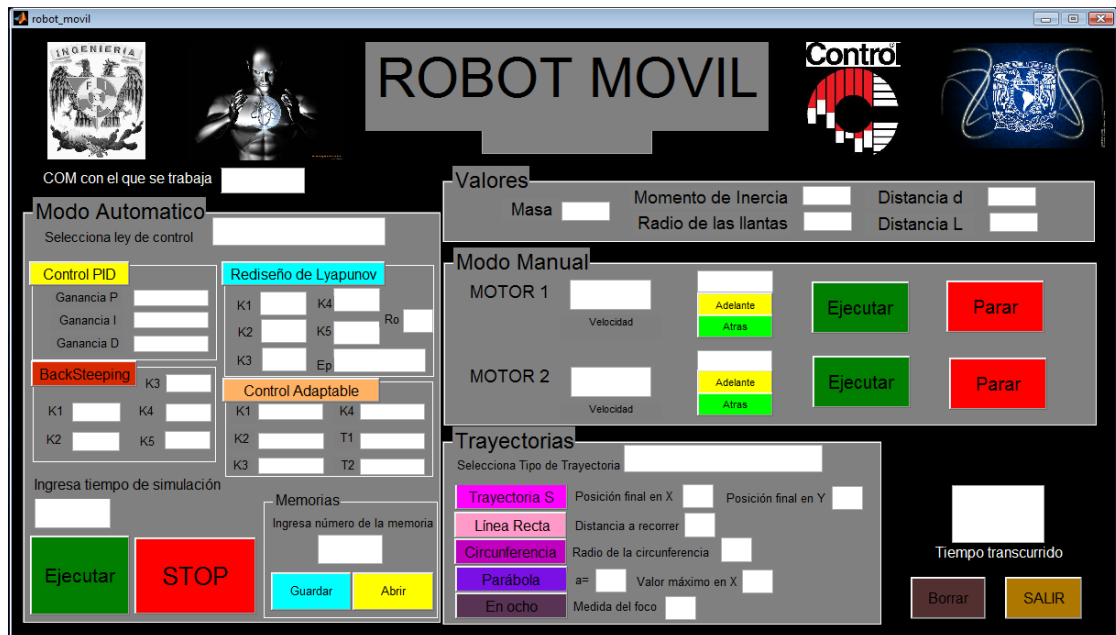 robot_movil
INGENIERIA
ROBOT MOVIL
Control
COM con el que se trabaja
Modo Automatico
Selecciona ley de control
Control PID
Ganancia P
Ganancia I
Ganancia D
Rediseño de Lyapunov
K1
K4
K2
K5
Ro
K3
Ep
BackSteeping
K3
K1
K4
K2
K5
Control Adaptable
K1
K4
K2
T1
K3
T2
Ingresa tiempo de simulación
Ejecutar
STOP
Memorias
Ingresa número de la memoria
Guardar
Abrir
Valores
Masa
Momento de Inercia
Distancia d
Radio de las llantas
Distancia L
Modo Manual
MOTOR 1
Velocidad
Adelante
Atras
Ejecutar
Parar
MOTOR 2
Velocidad
Adelante
Atras
Ejecutar
Parar
Trayectorias
Selecciona Tipo de Trayectoria
Trayectoria S
Posición final en X
Posición final en Y
Línea Recta
Distancia a recorrer
Circunferencia
Radio de la circunferencia
Parábola
a=
Valor máximo en X
En ocho
Medida del foco
Tiempo transcurrido
Borrar
SALIR